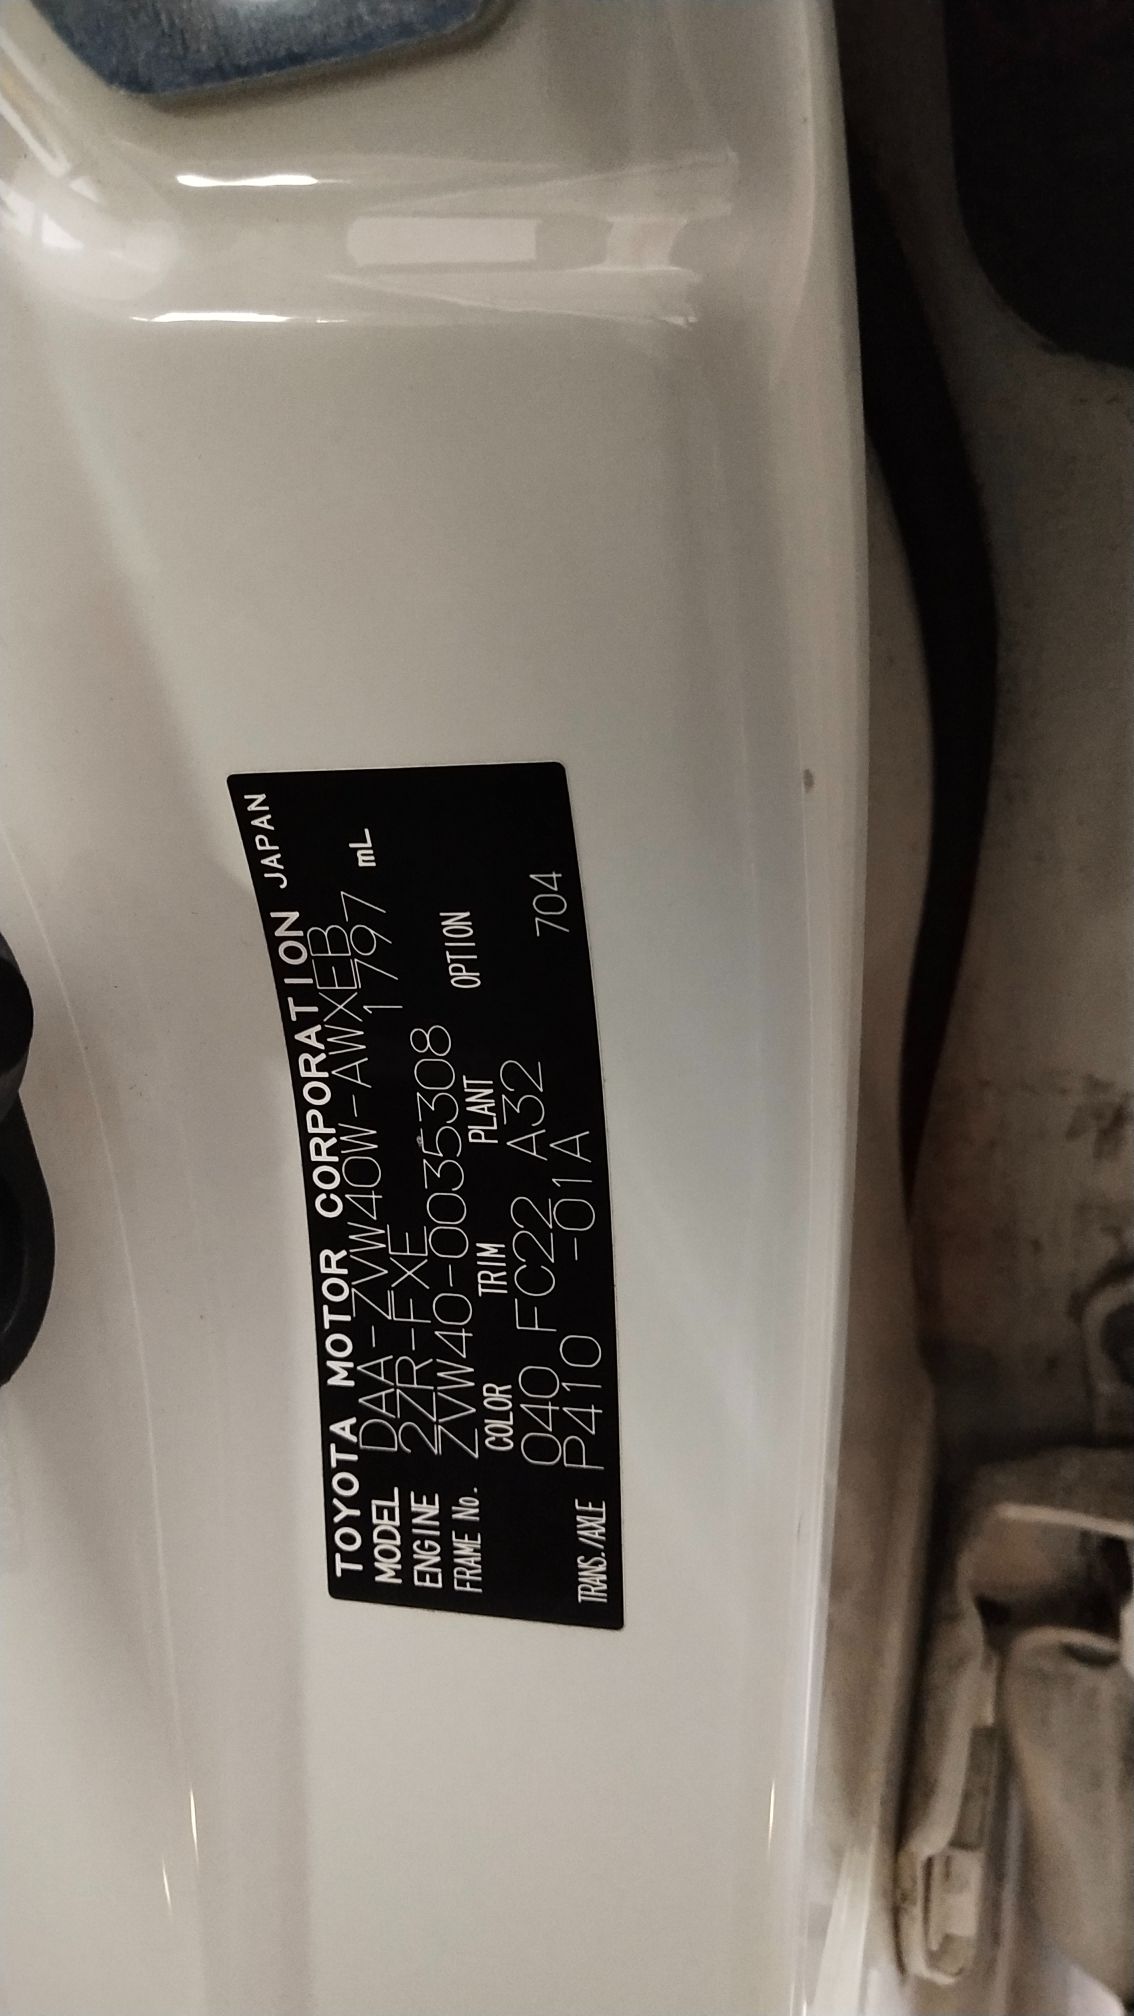 TOYOTA MOTOR CORPORATION JAPAN
MODEL DAA-ZVW40W-AWXEB
ENGINE 2ZR-FXE 1797 mL
FRAME No. ZVW40-0035308
COLOR TRIM PLANT OPTION
040 FC22 A32
TRANS./AXLE P410 -01A 704